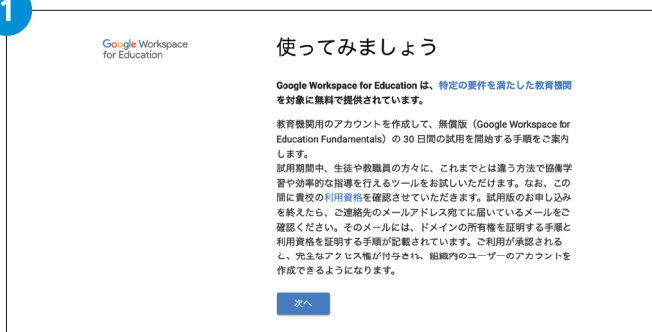 1
Google Workspace
for Education
使ってみましょう
Google Workspace for Education は、特定の要件を満たした教育機関
を対象に無料で提供されています。
教育機関用のアカウントを作成して、無償版（Google Workspace for
Education Fundamentals）の 30 日間の試用を開始する手順をご案内
します。
試用期間中、生徒や教職員の方々に、これまでとは違う方法で協働学
習や効率的な指導を行えるツールをお試しいただけます。なお、この
間に貴校の利用資格を確認させていただきます。試用版のお申し込み
を終えたら、ご連絡先のメールアドレス宛てに届いているメールをご
確認ください。そのメールには、ドメインの所有権を証明する手順と
利用資格を証明する手順が記載されています。ご利用が承認される
と、完全なアクセス権が付与され、組織内のユーザーのアカウントを
作成できるようになります。
次へ